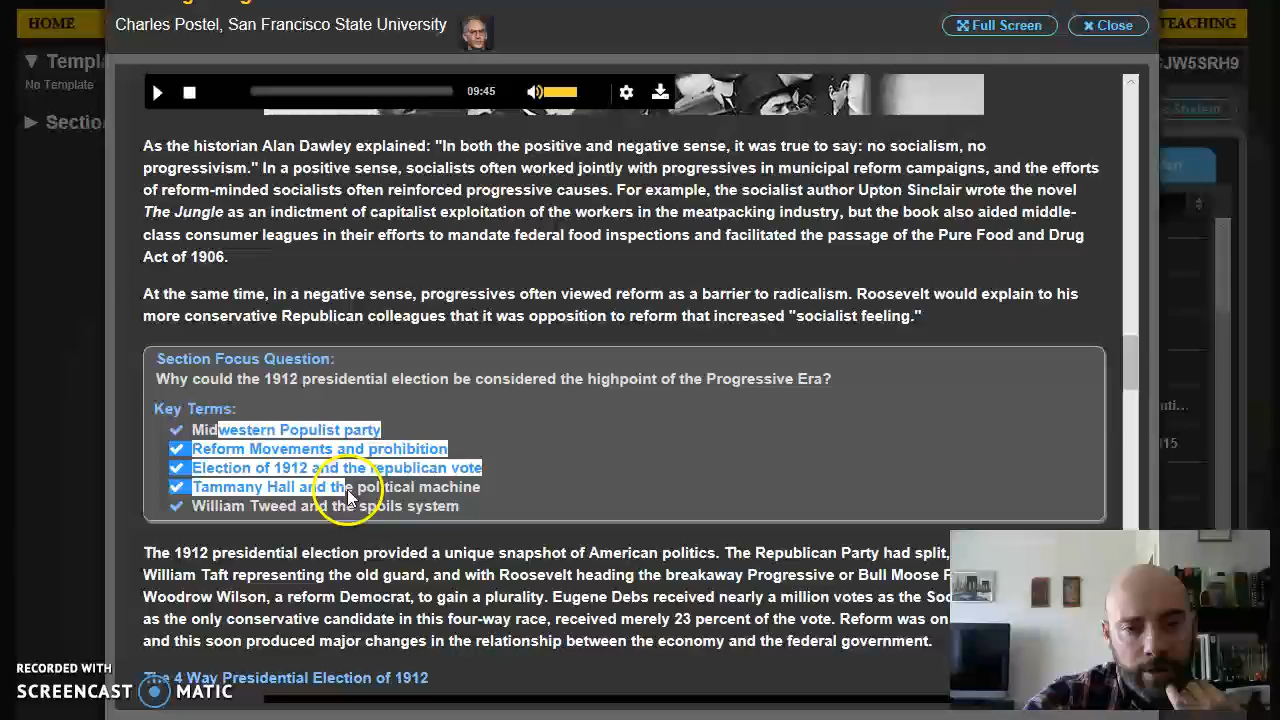 HOME
Charles Postel, San Francisco State University
Full Screen
Close
TEACHING
Templ
No Template
JW5SRH9
Student
Section
09:45
As the historian Alan Dawley explained: "In both the positive and negative sense, it was true to say: no socialism, no
progressivism." In a positive sense, socialists often worked jointly with progressives in municipal reform campaigns, and the efforts
of reform-minded socialists often reinforced progressive causes. For example, the socialist author Upton Sinclair wrote the novel
The Jungle as an indictment of capitalist exploitation of the workers in the meatpacking industry, but the book also aided middle-
class consumer leagues in their efforts to mandate federal food inspections and facilitated the passage of the Pure Food and Drug
Act of 1906.
At the same time, in a negative sense, progressives often viewed reform as a barrier to radicalism. Roosevelt would explain to his
more conservative Republican colleagues that it was opposition to reform that increased "socialist feeling."
Section Focus Question:
Why could the 1912 presidential election be considered the highpoint of the Progressive Era?
Key Terms:
Midwestern Populist party
Reform Movements and prohibition
Election of 1912 and the republican vote
Tammany Hall and the political machine
William Tweed and the spoils system
The 1912 presidential election provided a unique snapshot of American politics. The Republican Party had split,
William Taft representing the old guard, and with Roosevelt heading the breakaway Progressive or Bull Moose
Woodrow Wilson, a reform Democrat, to gain a plurality. Eugene Debs received nearly a million votes as the Soc
as the only conservative candidate in this four-way race, received merely 23 percent of the vote. Reform was on
and this soon produced major changes in the relationship between the economy and the federal government.
The 4 Way Presidential Election of 1912
RECORDED WITH
SCREENCAST MATIC